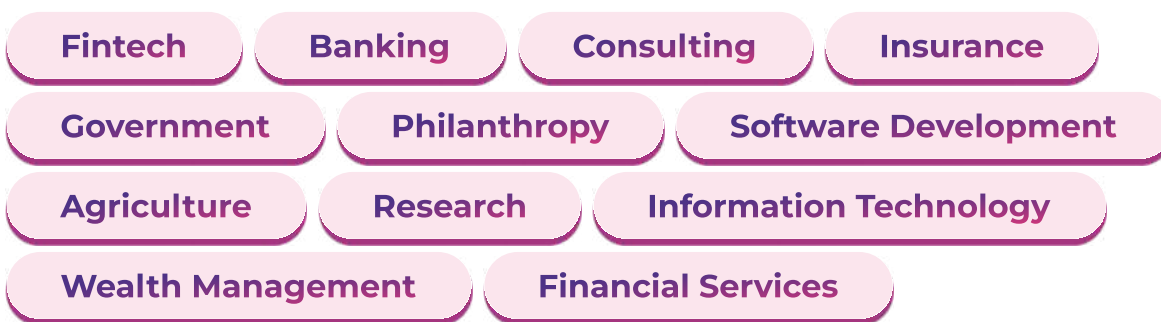 Fintech Banking Consulting Insurance
Government Philanthropy Software Development
Agriculture Research Information Technology
Wealth Management Financial Services